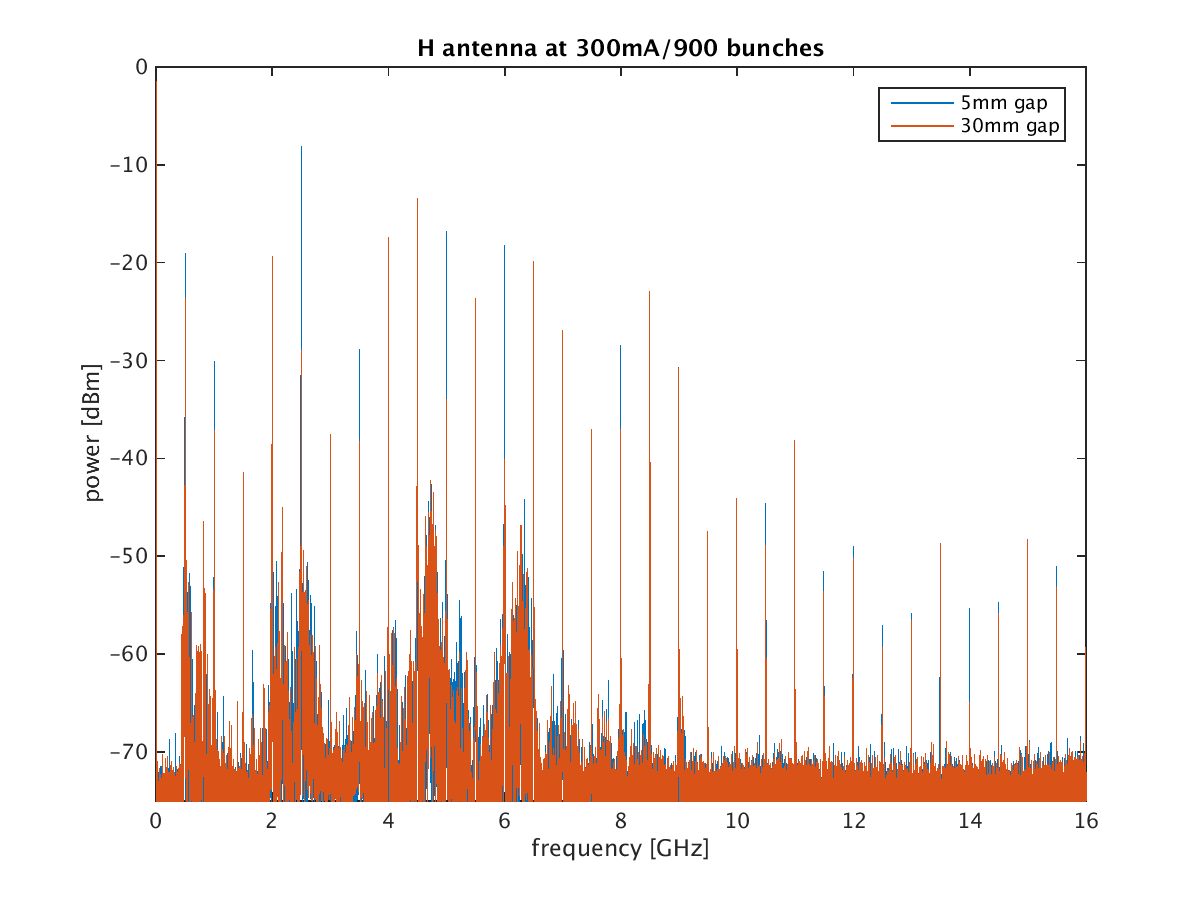 H antenna at 300mA/900 bunches
5mm gap
30mm gap
0
-10
-20
-30
-40
-50
-60
-70
power [dBm]
0 2 4 6 8 10 12 14 16
frequency [GHz]